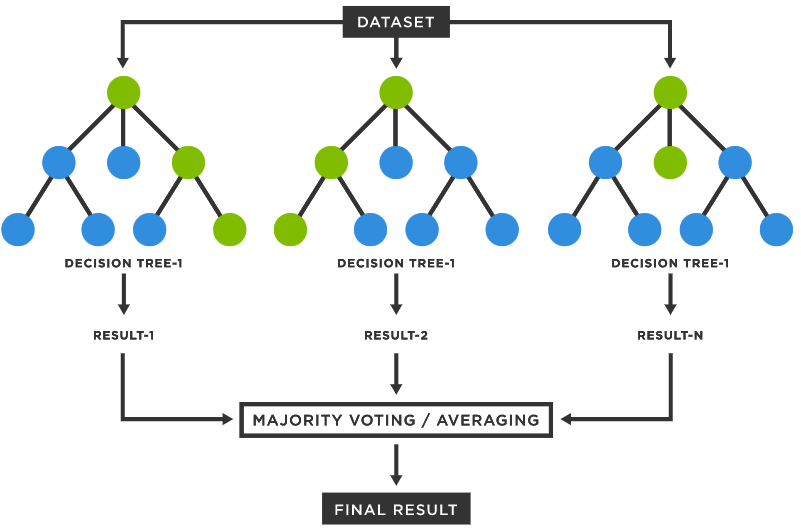 DATASET
DECISION TREE-1
DECISION TREE-1
DECISION TREE-1
RESULT-1
RESULT-2
RESULT-N
MAJORITY VOTING / AVERAGING
FINAL RESULT